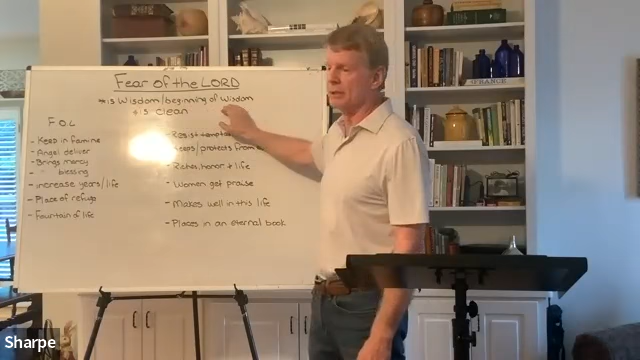 Fear of the LORD
→ is Wisdom/beginning of Wisdom
+ is clean
F.O.L
- Keep in famine
- Angel deliver
- Brings mercy
- " blessing
- increase years/life
- Place of refuge
- Fountain of life
- Resist
- Keeps/protects from
- Riches, honor + life
- Women get praise
- Makes well in this life
- Places in an eternal book
FRANCE
Sharpe